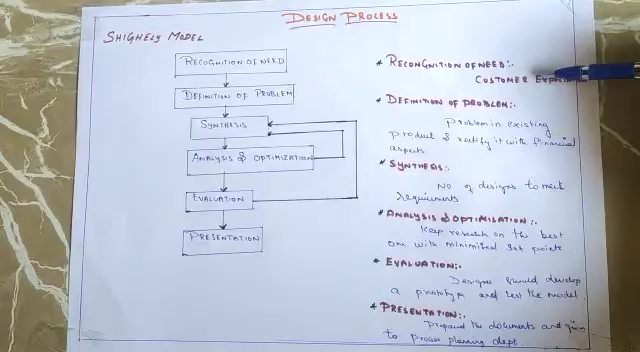 DESIGN PROCESS
SHIGHELY MODEL
RECOGNITION OF NEED
DEFINITION OF PROBLEM
SYNTHESIS
ANALYSIS & OPTIMIZATION
EVALUATION
PRESENTATION
* RECONGNITION OF NEED:-
CUSTOMER
* DEFINITION OF PROBLEM:-
Problem in existing
product & rectify it with financial
aspects.
* SYNTHESIS:-
No of designs to meet
requirements
* ANALYSIS & OPTIMISATION:-
Keep research on the best
one with minimised points.
* EVALUATION:-
Designer should develop
a prototype and test the model.
* PRESENTATION:-
Prepared the documents and given
to process planning dept.